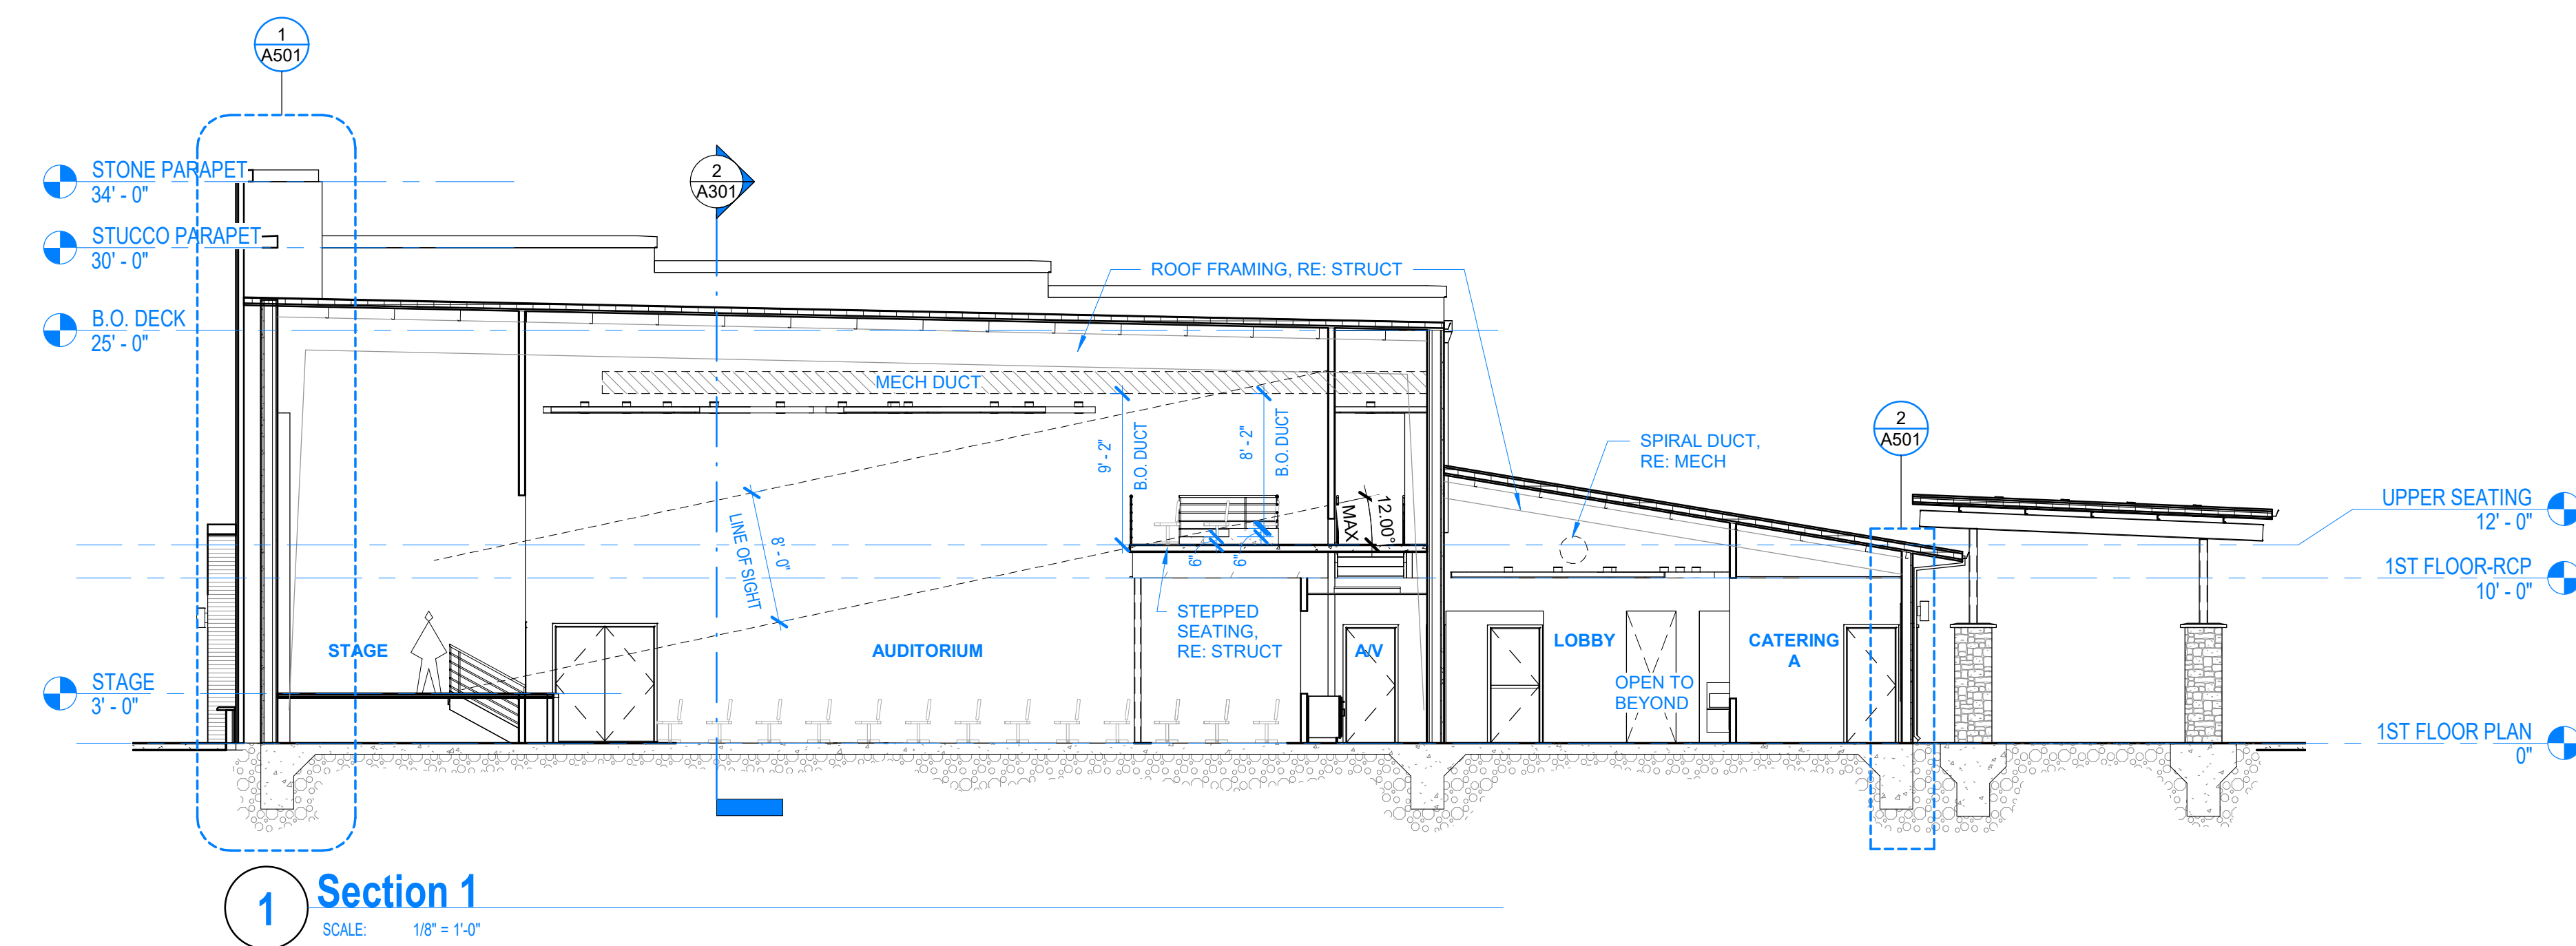 1
A501
2
A301
STONE PARAPET
34' - 0"
STUCCO PARAPET
30' - 0"
B.O. DECK
25' - 0"
STAGE
3' - 0"
ROOF FRAMING, RE: STRUCT
MECH DUCT
9' - 2"
B.O. DUCT
8' - 2"
B.O. DUCT
LINE OF SIGHT
8' - 0"
12.00°
MAX
6"
6"
STEPPED
SEATING,
RE: STRUCT
SPIRAL DUCT,
RE: MECH
2
A501
STAGE
AUDITORIUM
A/V
LOBBY
CATERING
A
OPEN TO
BEYOND
UPPER SEATING
12' - 0"
1ST FLOOR-RCP
10' - 0"
1ST FLOOR PLAN
0"
1
Section 1
SCALE: 1/8" = 1'-0"